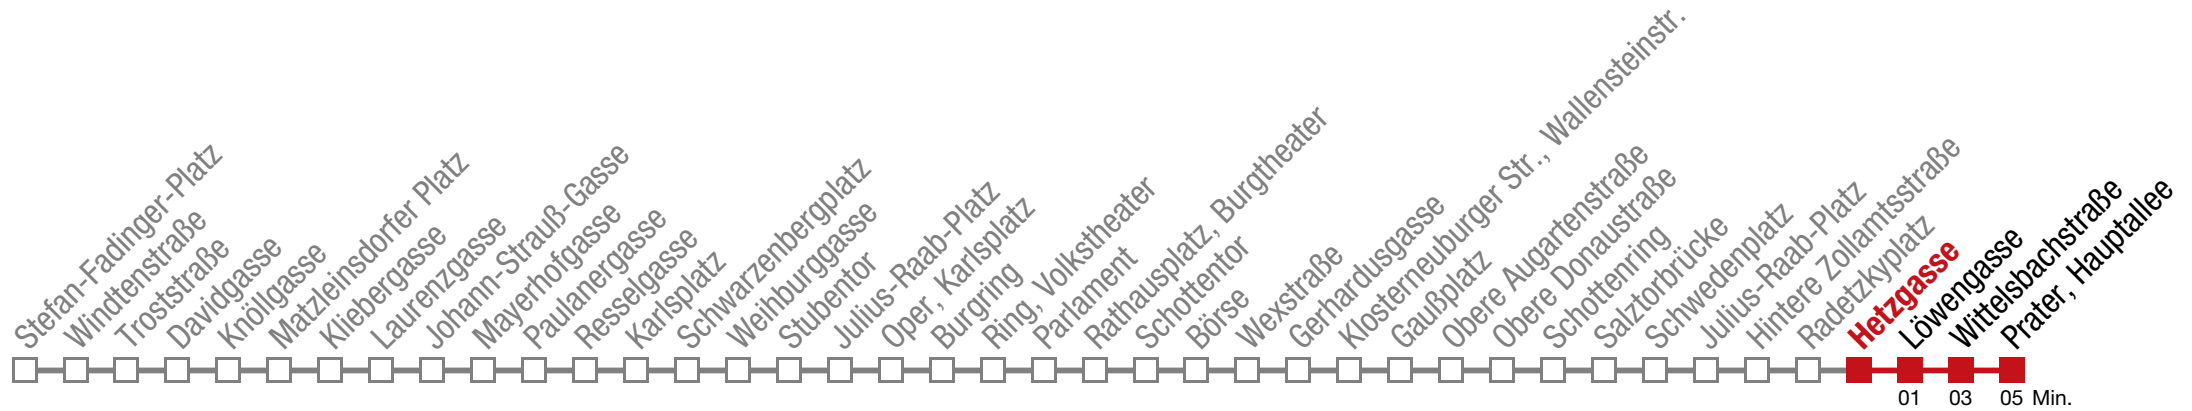 Stefan-Fadinger-Platz
Windtenstraße
Troststraße
Davidgasse
Knöllgasse
Matzleinsdorfer Platz
Kliebergasse
Laurenzgasse
Johann-Strauß-Gasse
Mayerhofgasse
Paulanergasse
Resselgasse
Karlsplatz
Schwarzenbergplatz
Weihburggasse
Stubentor
Julius-Raab-Platz
Oper, Karlsplatz
Burgring
Ring, Volkstheater
Parlament
Rathausplatz, Burgtheater
Schottentor
Börse
Wexstraße
Gerhardusgasse
Klosterneuburger Str., Wallensteinstr.
Gaußplatz
Obere Augartenstraße
Obere Donaustraße
Schottenring
Salztorbrücke
Schwedenplatz
Julius-Raab-Platz
Hintere Zollamtsstraße
Radetzkyplatz
Hetzgasse
Löwengasse
Wittelsbachstraße
Prater, Hauptallee
01 03 05 Min.